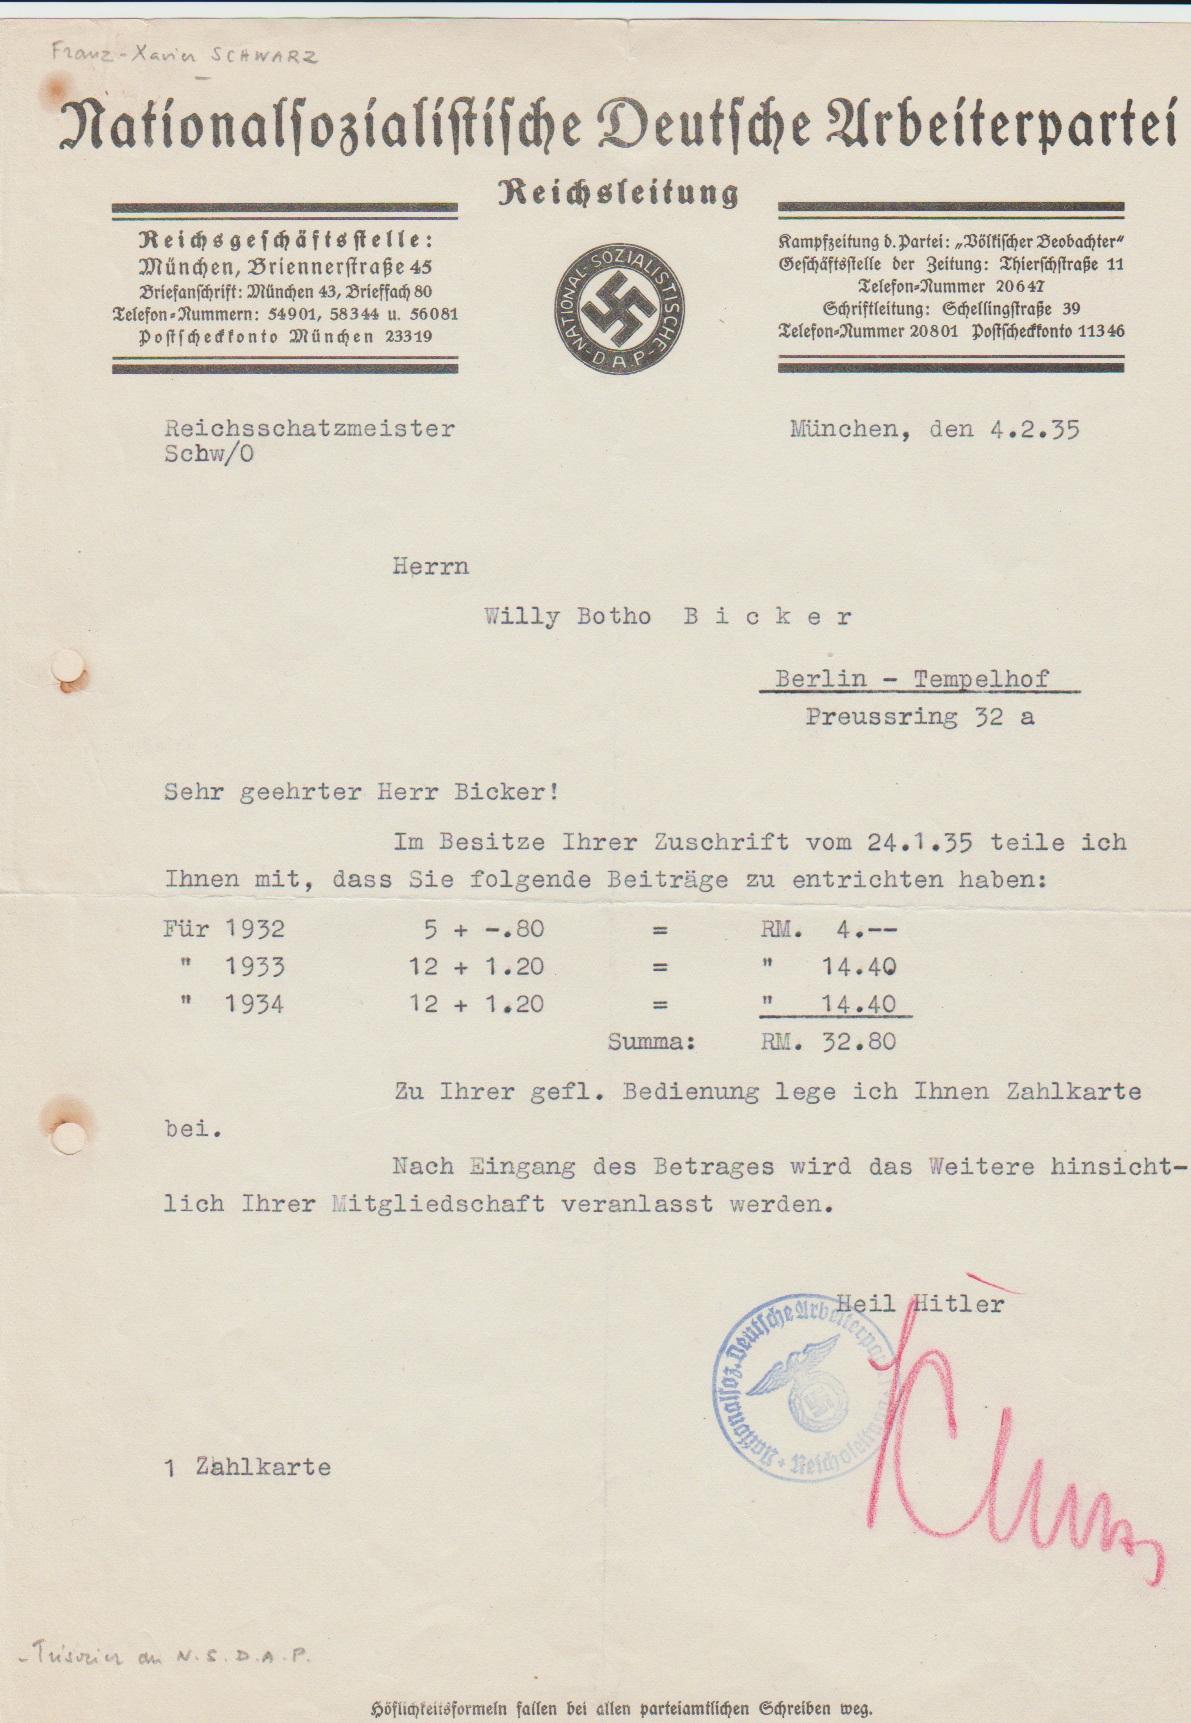 Franz-Xavier SCHWARZ
Nationalsozialistische Deutsche Arbeiterpartei
Reichsleitung
Reichsgeschäftsstelle:
München, Briennerstraße 45
Briefanschrift: München 43, Brieffach 80
Telefon-Nummern: 54901, 58344 u. 56081
Postscheckkonto München 23319
NATIONAL-SOZIALISTISCHE-D.A.P-
Kampfzeitung d. Partei: „Völkischer Beobachter“
Geschäftsstelle der Zeitung: Thierschstraße 11
Telefon-Nummer 20647
Schriftleitung: Schellingstraße 39
Telefon-Nummer 20801 Postscheckkonto 11346
Reichsschatzmeister
Schw/O
München, den 4.2.35
Herrn
Willy Botho B i c k e r
Berlin - Tempelhof
Preussring 32 a
Sehr geehrter Herr Bicker!
Im Besitze Ihrer Zuschrift vom 24.1.35 teile ich
Ihnen mit, dass Sie folgende Beiträge zu entrichten haben:
Für 1932 5 + -.80 = RM. 4.--
" 1933 12 + 1.20 = " 14.40
" 1934 12 + 1.20 = " 14.40
Summa: RM. 32.80
Zu Ihrer gefl. Bedienung lege ich Ihnen Zahlkarte
bei.
Nach Eingang des Betrages wird das Weitere hinsicht-
lich Ihrer Mitgliedschaft veranlasst werden.
Heil Hitler
Nationalsoz. Deutsche Arbeiterpar
Reichsleitung
1 Zahlkarte
N.S.D.A.P.
Höflichkeitsformeln fallen bei allen parteiamtlichen Schreiben weg.